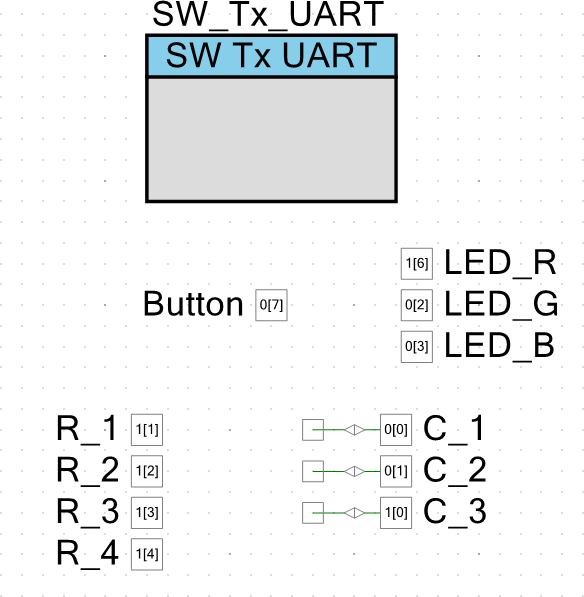 SW_Tx_UART
SW Tx UART
1[6] LED_R
Button 0[7] 0[2] LED_G
0[3] LED_B
R_1 1[1] 0[0] C_1
R_2 1[2] 0[1] C_2
R_3 1[3] 1[0] C_3
R_4 1[4]